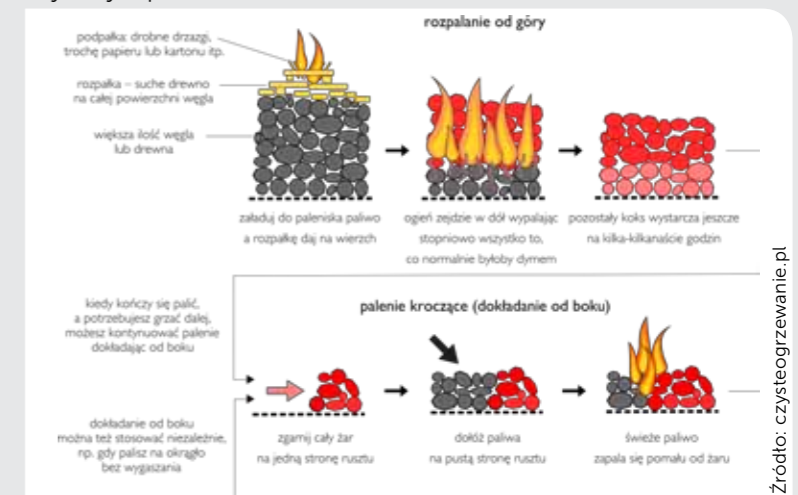 rozpalanie od góry
podpałka: drobne drzazgi,
trochę papieru lub kartonu itp.
rozpałka – suche drewno
na całej powierzchni węgla
większa ilość węgla
lub drewna
załaduj do paleniska paliwo
a rozpałkę daj na wierzch
ogień zejdzie w dół wypalając
stopniowo wszystko to,
co normalnie byłoby dymem
pozostały koks wystarcza jeszcze
na kilka-kilkanaście godzin
kiedy kończy się palić,
a potrzebujesz grzać dalej,
możesz kontynuować palenie
dokładając od boku
palenie kroczące (dokładanie od boku)
dokładanie od boku
można też stosować niezależnie,
np. gdy palisz na okrągło
bez wygaszania
zgarnij cały żar
na jedną stronę rusztu
dołóż paliwa
na pustą stronę rusztu
świeże paliwo
zapala się pomału od żaru
Źródło: czysteogrzewanie.pl